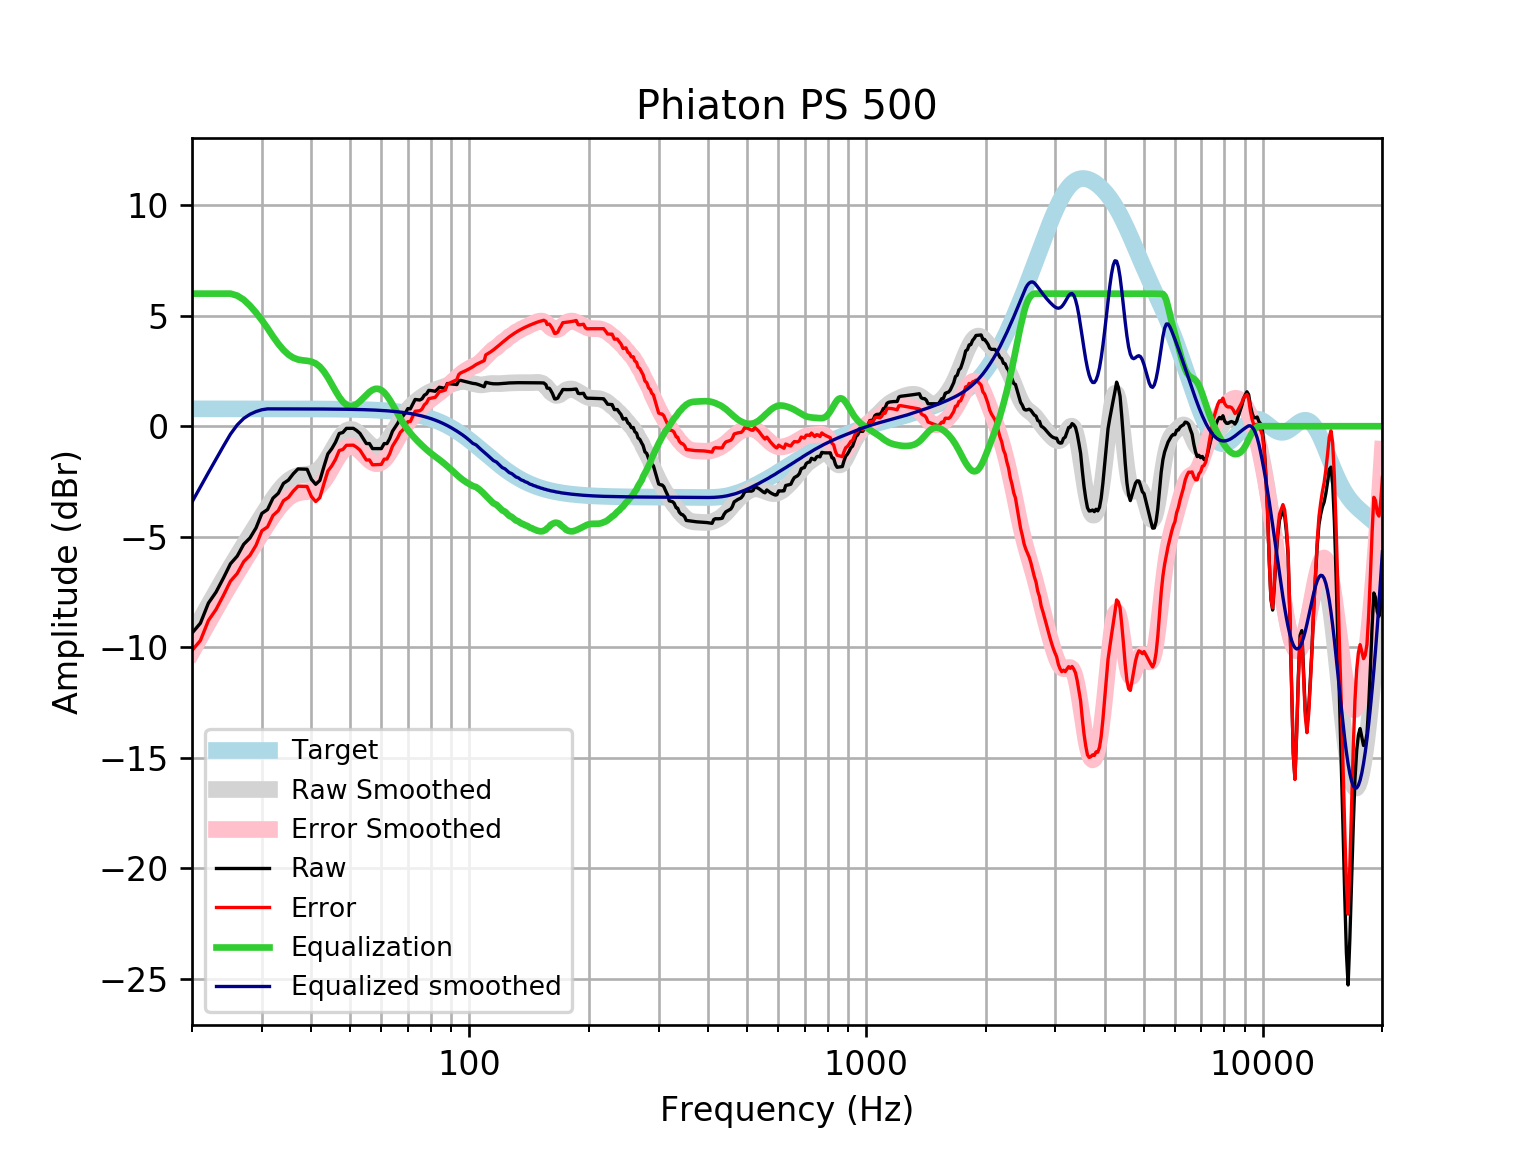 Phiaton PS 500
Amplitude (dBr)
10
5
0
−5
−10
−15
−20
−25
Target
Raw Smoothed
Error Smoothed
Raw
Error
Equalization
Equalized smoothed
100
1000
10000
Frequency (Hz)